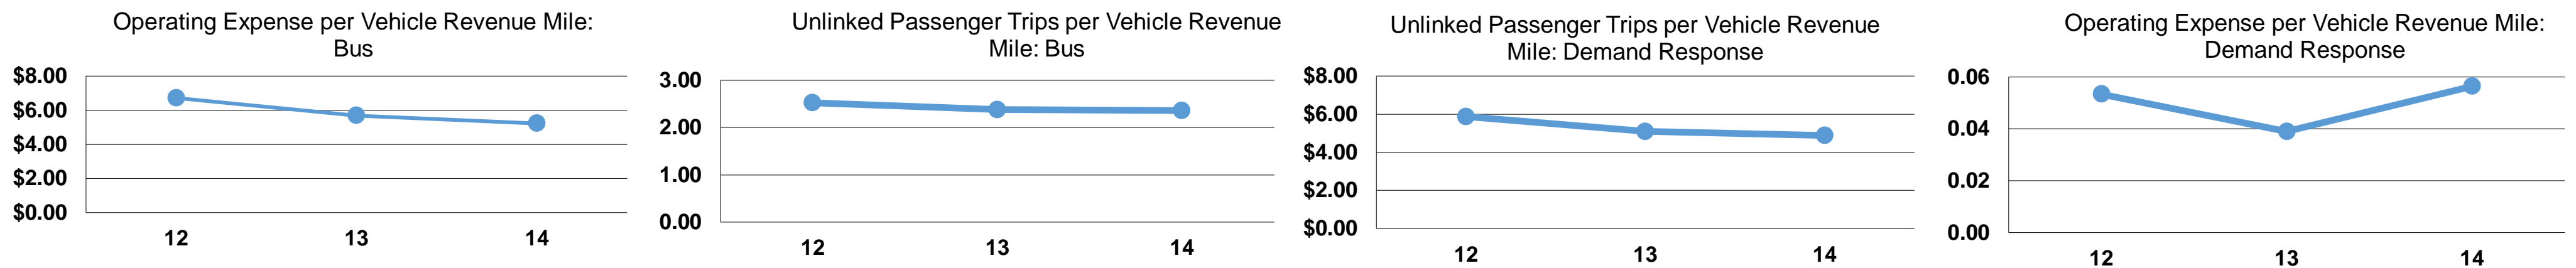 Operating Expense per Vehicle Revenue Mile:
Bus
$8.00
$6.00
$4.00
$2.00
$0.00
12 13 14
Unlinked Passenger Trips per Vehicle Revenue
Mile: Bus
3.00
2.00
1.00
0.00
12 13 14
Unlinked Passenger Trips per Vehicle Revenue
Mile: Demand Response
$8.00
$6.00
$4.00
$2.00
$0.00
12 13 14
Operating Expense per Vehicle Revenue Mile:
Demand Response
0.06
0.04
0.02
0.00
12 13 14